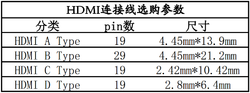 HDMI连接线选购参数
分类 pin数 尺寸
HDMI A Type 19 4.45mm*13.9mm
HDMI B Type 29 4.45mm*21.2mm
HDMI C Type 19 2.42mm*10.42mm
HDMI D Type 19 2.8mm*6.4mm